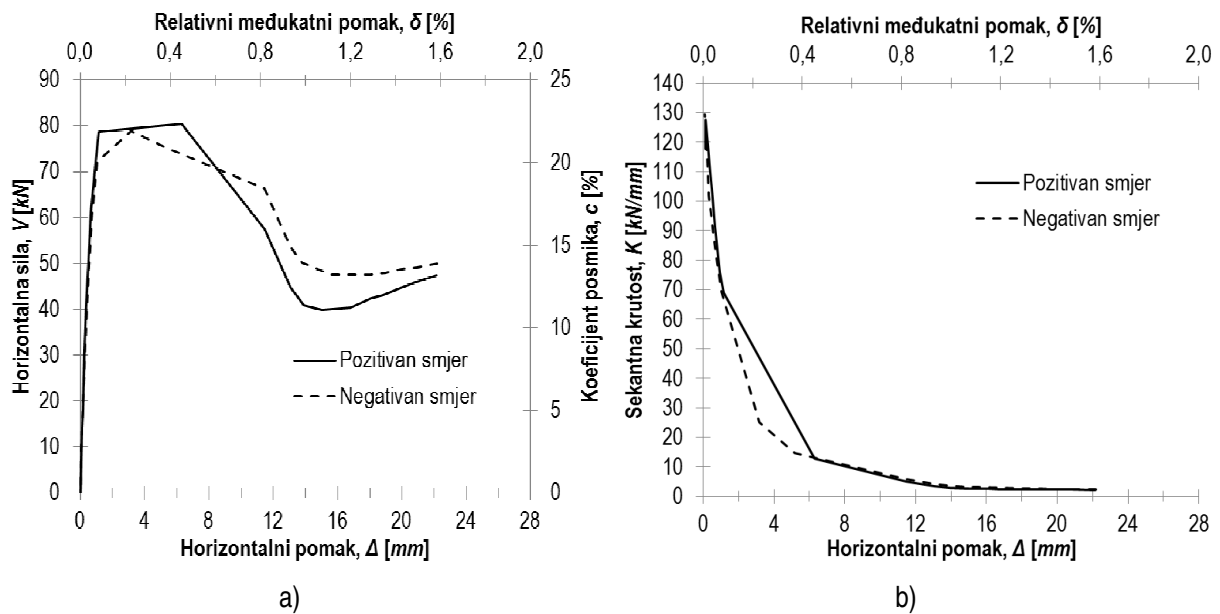 Relativni međukatni pomak, δ [%]
0,0 0,4 0,8 1,2 1,6 2,0
90
80
70
60
50
40
30
20
10
0
Horizontalna sila, V [kN]
25
20
15
10
5
0
Koeficijent posmika, c [%]
Pozitivan smjer
Negativan smjer
0 4 8 12 16 20 24 28
Horizontalni pomak, Δ [mm]
a)
Relativni međukatni pomak, δ [%]
0,0 0,4 0,8 1,2 1,6 2,0
140
130
120
110
100
90
80
70
60
50
40
30
20
10
0
Sekantna krutost, K [kN/mm]
Pozitivan smjer
Negativan smjer
0 4 8 12 16 20 24 28
Horizontalni pomak, Δ [mm]
b)